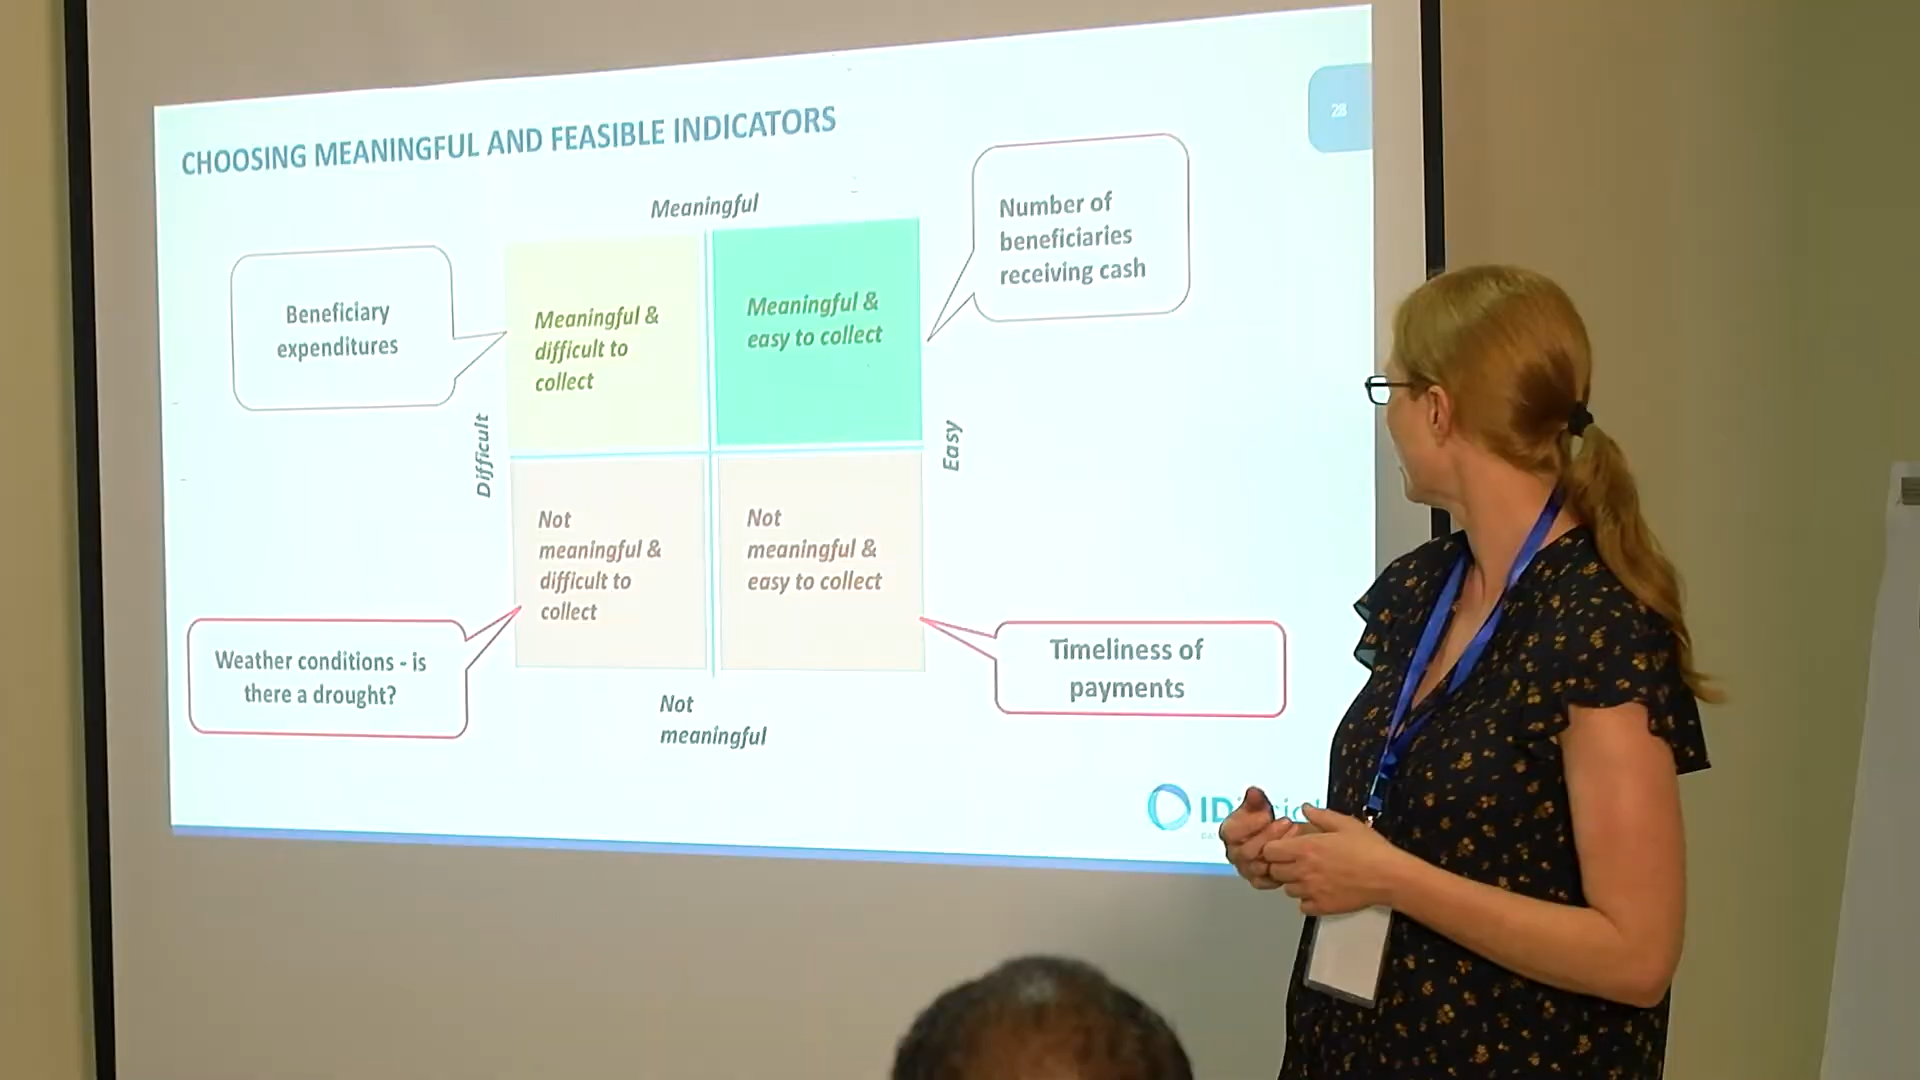 CHOOSING MEANINGFUL AND FEASIBLE INDICATORS
28
Meaningful
Number of
beneficiaries
receiving cash
Beneficiary
expenditures
Meaningful &
difficult to
collect
Meaningful &
easy to collect
Difficult
Easy
Not
meaningful &
difficult to
collect
Not
meaningful &
easy to collect
Weather conditions - is
there a drought?
Timeliness of
payments
Not
meaningful